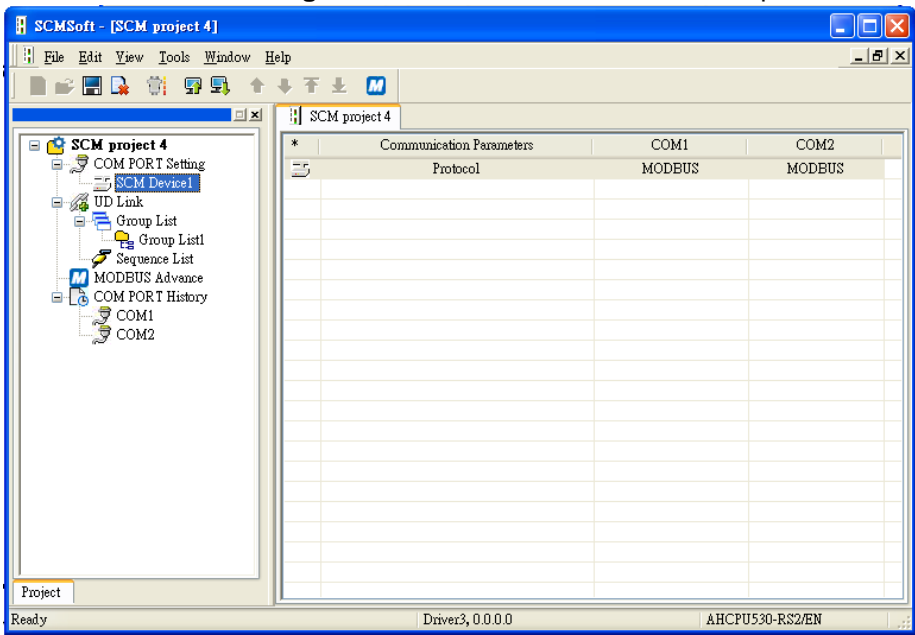 SCMSoft - [SCM project 4]
File Edit View Tools Window Help
SCM project 4
COM PORT Setting
SCM Device1
UD Link
Group List
Group List1
Sequence List
MODBUS Advance
COM PORT History
COM1
COM2
Project
SCM project 4
* Communication Parameters COM1 COM2
Protocol MODBUS MODBUS
Ready Driver3, 0.0.0.0 AHCPU530-RS2/EN